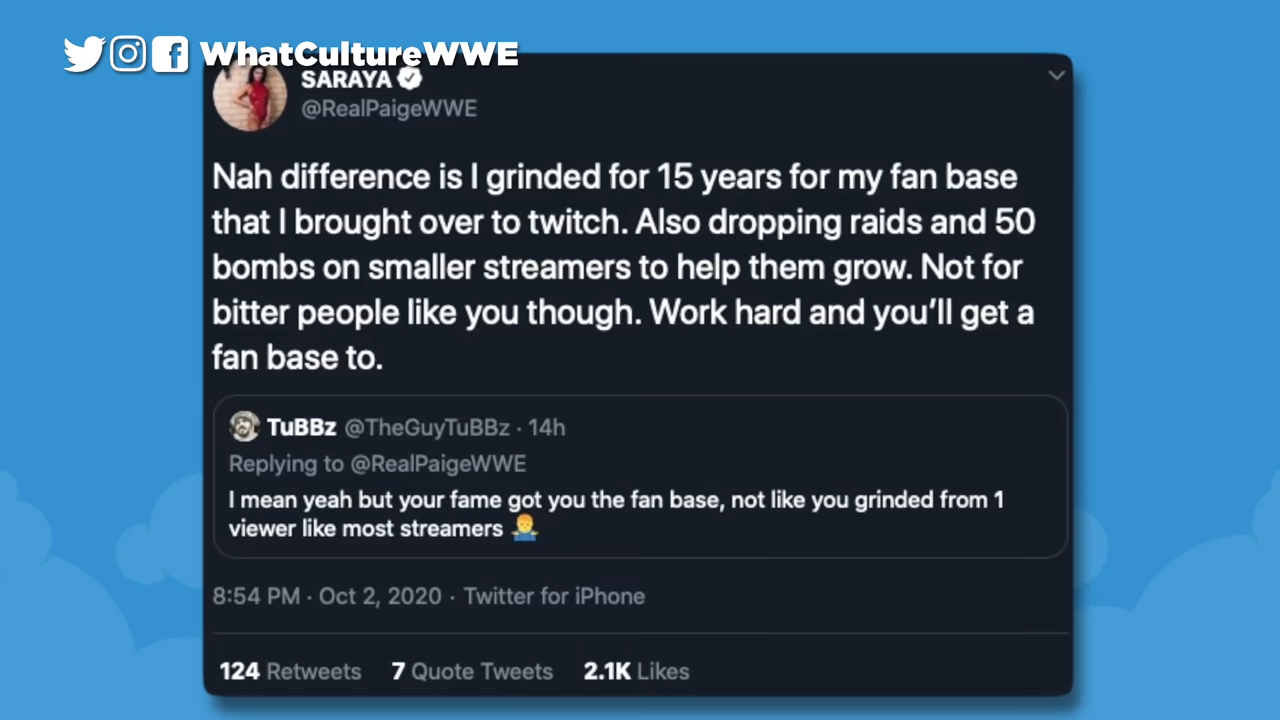 WhatCultureWWE
SARAYA
@RealPaigeWWE
Nah difference is I grinded for 15 years for my fan base
that I brought over to twitch. Also dropping raids and 50
bombs on smaller streamers to help them grow. Not for
bitter people like you though. Work hard and you’ll get a
fan base to.
TuBBz @TheGuyTuBBz · 14h
Replying to @RealPaigeWWE
I mean yeah but your fame got you the fan base, not like you grinded from 1
viewer like most streamers 🤷‍♂️
8:54 PM · Oct 2, 2020 · Twitter for iPhone
124 Retweets 7 Quote Tweets 2.1K Likes